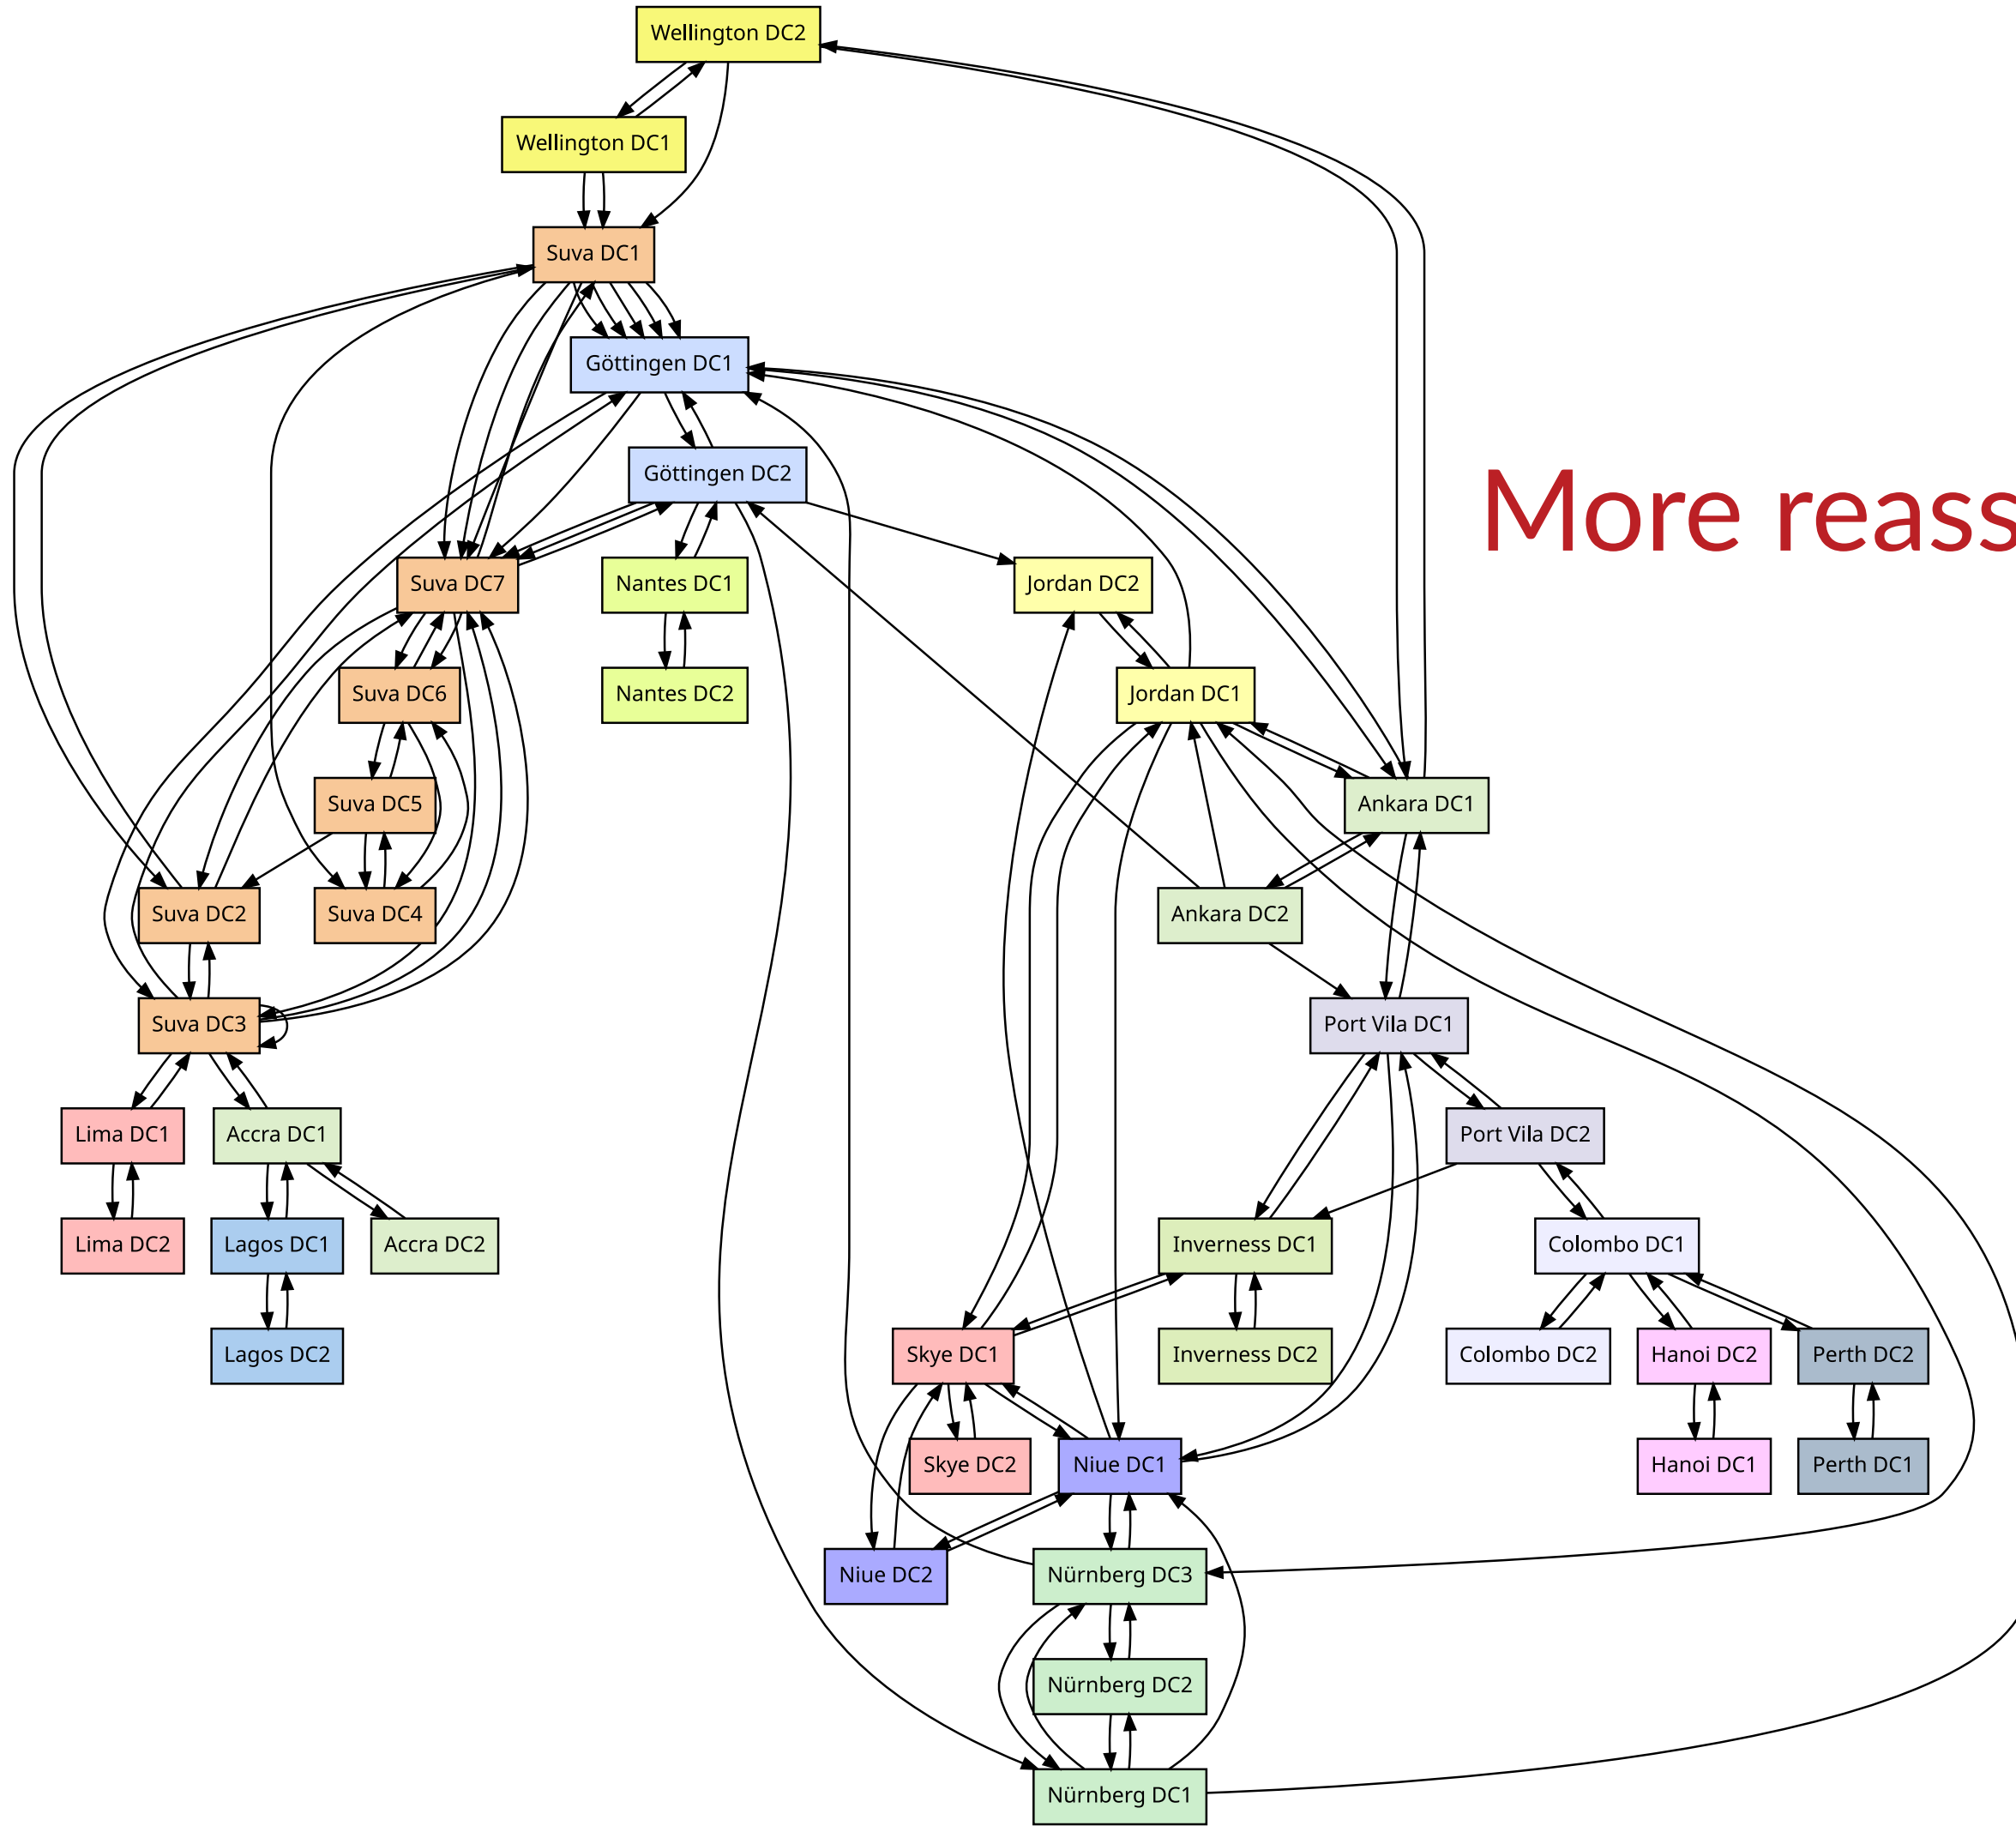 Wellington DC2
Wellington DC1
Suva DC1
Göttingen DC1
Göttingen DC2
More reass
Suva DC7
Nantes DC1
Jordan DC2
Suva DC6
Nantes DC2
Jordan DC1
Suva DC5
Ankara DC1
Suva DC2
Suva DC4
Ankara DC2
Suva DC3
Port Vila DC1
Lima DC1
Accra DC1
Port Vila DC2
Lima DC2
Lagos DC1
Accra DC2
Inverness DC1
Colombo DC1
Lagos DC2
Skye DC1
Inverness DC2
Colombo DC2
Hanoi DC2
Perth DC2
Skye DC2
Niue DC1
Hanoi DC1
Perth DC1
Niue DC2
Nürnberg DC3
Nürnberg DC2
Nürnberg DC1